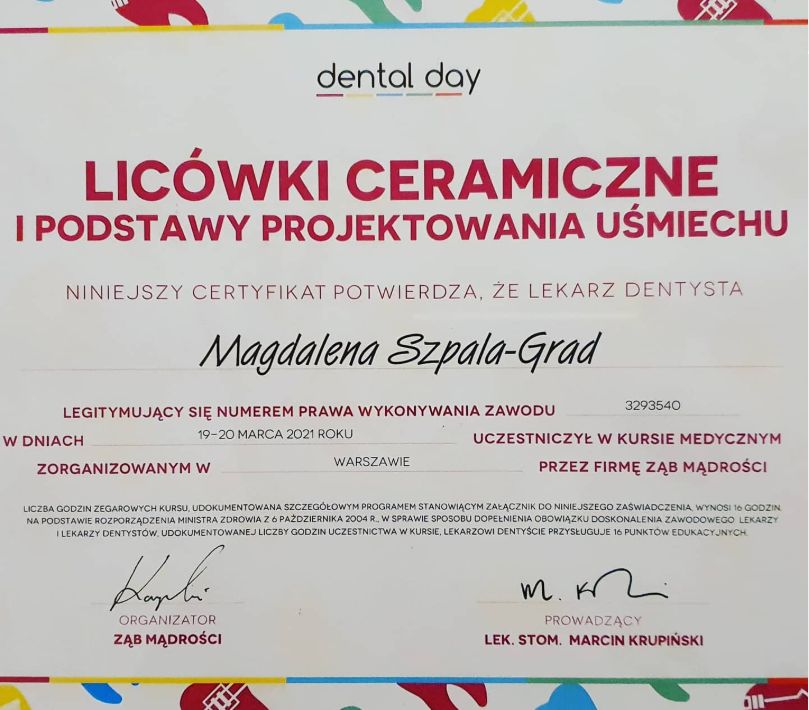 dental day
LICÓWKI CERAMICZNE
I PODSTAWY PROJEKTOWANIA UŚMIECHU
NINIEJSZY CERTYFIKAT POTWIERDZA, ŻE LEKARZ DENTYSTA
Magdalena Szpala-Grad
LEGITYMUJĄCY SIĘ NUMEREM PRAWA WYKONYWANIA ZAWODU 3293540
W DNIACH 19-20 MARCA 2021 ROKU UCZESTNICZYŁ W KURSIE MEDYCZNYM
ZORGANIZOWANYM W WARSZAWIE PRZEZ FIRMĘ ZĄB MĄDROŚCI
LICZBA GODZIN ZEGAROWYCH KURSU, UDOKUMENTOWANA SZCZEGÓŁOWYM PROGRAMEM STANOWIĄCYM ZAŁĄCZNIK DO NINIEJSZEGO ZAŚWIADCZENIA, WYNOSI 16 GODZIN.
NA PODSTAWIE ROZPORZĄDZENIA MINISTRA ZDROWIA Z 6 PAŹDZIERNIKA 2004 R., W SPRAWIE SPOSOBU DOPEŁNIENIA OBOWIĄZKU DOSKONALENIA ZAWODOWEGO LEKARZY
I LEKARZY DENTYSTÓW, UDOKUMENTOWANEJ LICZBY GODZIN UCZESTNICTWA W KURSIE, LEKARZOWI DENTYŚCIE PRZYSŁUGUJE 16 PUNKTÓW EDUKACYJNYCH.
ORGANIZATOR
ZĄB MĄDROŚCI
PROWADZĄCY
LEK. STOM. MARCIN KRUPIŃSKI